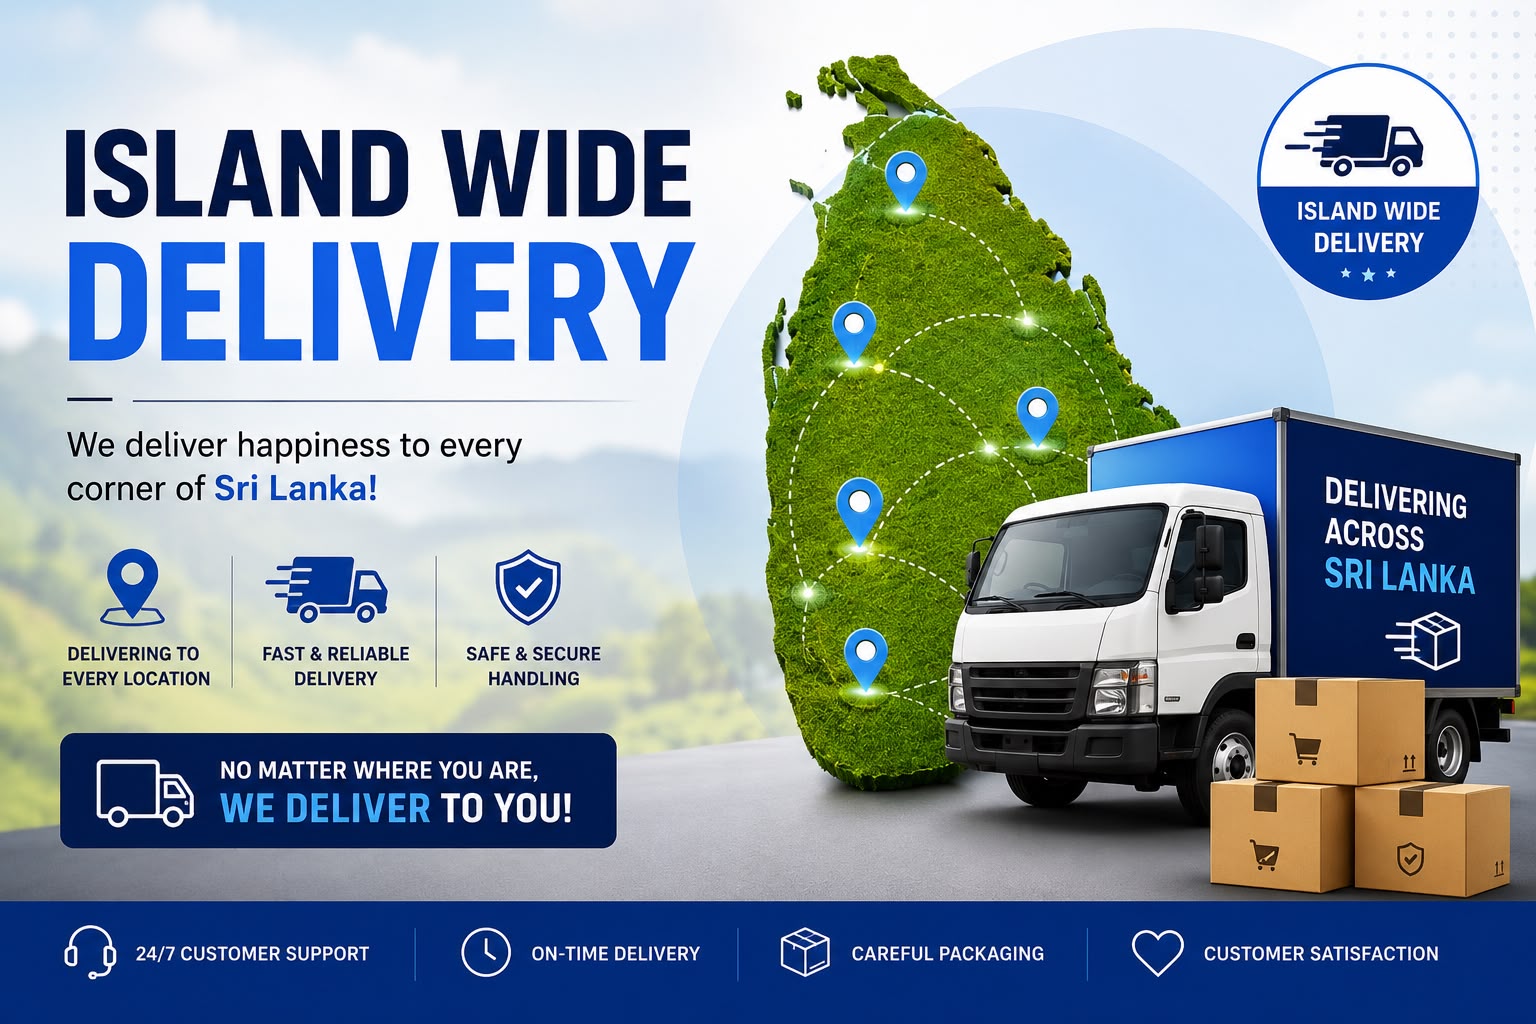 ISLAND WIDE
DELIVERY
We deliver happiness to every
corner of Sri Lanka!
DELIVERING TO
EVERY LOCATION
FAST & RELIABLE
DELIVERY
SAFE & SECURE
HANDLING
NO MATTER WHERE YOU ARE,
WE DELIVER TO YOU!
ISLAND WIDE
DELIVERY
DELIVERING
ACROSS
SRI LANKA
24/7 CUSTOMER SUPPORT
ON-TIME DELIVERY
CAREFUL PACKAGING
CUSTOMER SATISFACTION